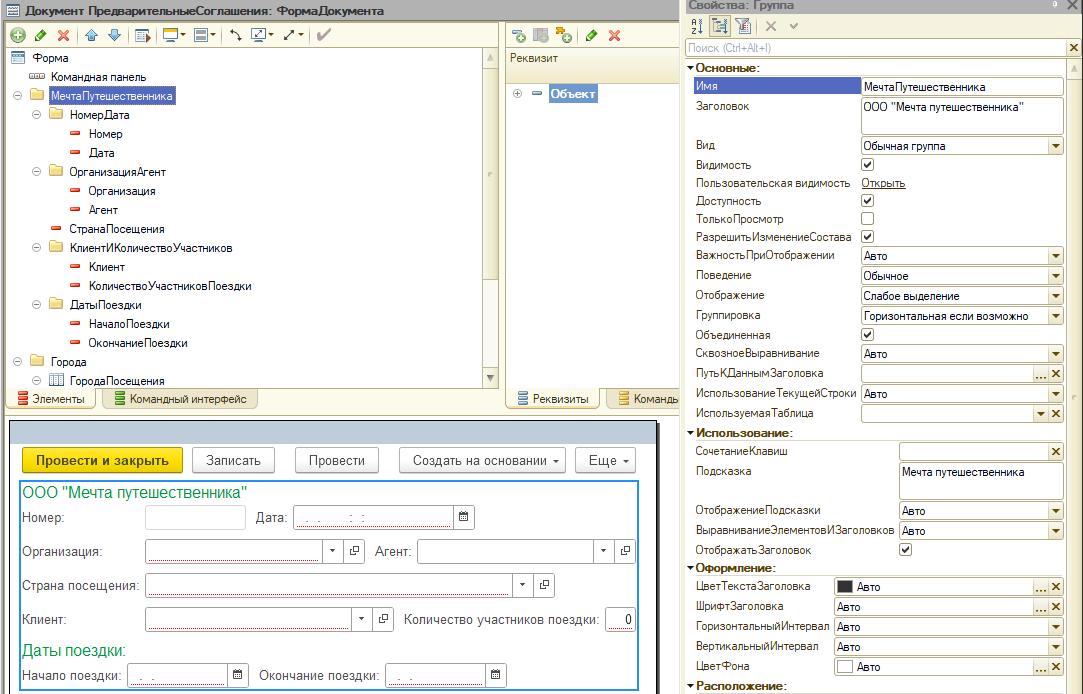 Документ ПредварительныеСоглашения: ФормаДокумента
Форма
Командная панель
МечтаПутешественника
НомерДата
Номер
Дата
ОрганизацияАгент
Организация
Агент
СтранаПосещения
КлиентИКоличествоУчастников
Клиент
КоличествоУчастниковПоездки
ДатыПоездки
НачалоПоездки
ОкончаниеПоездки
Города
ГородаПосещения
Элементы
Командный интерфейс
Реквизит
Объект
Реквизиты
Команды
Провести и закрыть
Записать
Провести
Создать на основании
Еще
ООО "Мечта путешественника"
Номер: Дата: . . : :
Организация: Агент:
Страна посещения:
Клиент: Количество участников поездки: 0
Даты поездки:
Начало поездки: . . Окончание поездки: . .
Свойства: Группа
Поиск (Ctrl+Alt+I)
Основные:
Имя МечтаПутешественника
Заголовок ООО "Мечта путешественника"
Вид Обычная группа
Видимость
Пользовательская видимость Открыть
Доступность
ТолькоПросмотр
РазрешитьИзменениеСостава
ВажностьПриОтображении Авто
Поведение Обычное
Отображение Слабое выделение
Группировка Горизонтальная если возможно
Объединенная
СквозноеВыравнивание Авто
ПутьКДаннымЗаголовка ...
ИспользованиеТекущейСтроки Авто
ИспользуемаяТаблица
Использование:
СочетаниеКлавиш
Подсказка Мечта путешественника
ОтображениеПодсказки Авто
ВыравниваниеЭлементовИЗаголовков Авто
ОтображатьЗаголовок
Оформление:
ЦветТекстаЗаголовка Авто ...
ШрифтЗаголовка Авто ...
ГоризонтальныйИнтервал Авто
ВертикальныйИнтервал Авто
ЦветФона Авто ...
Расположение: